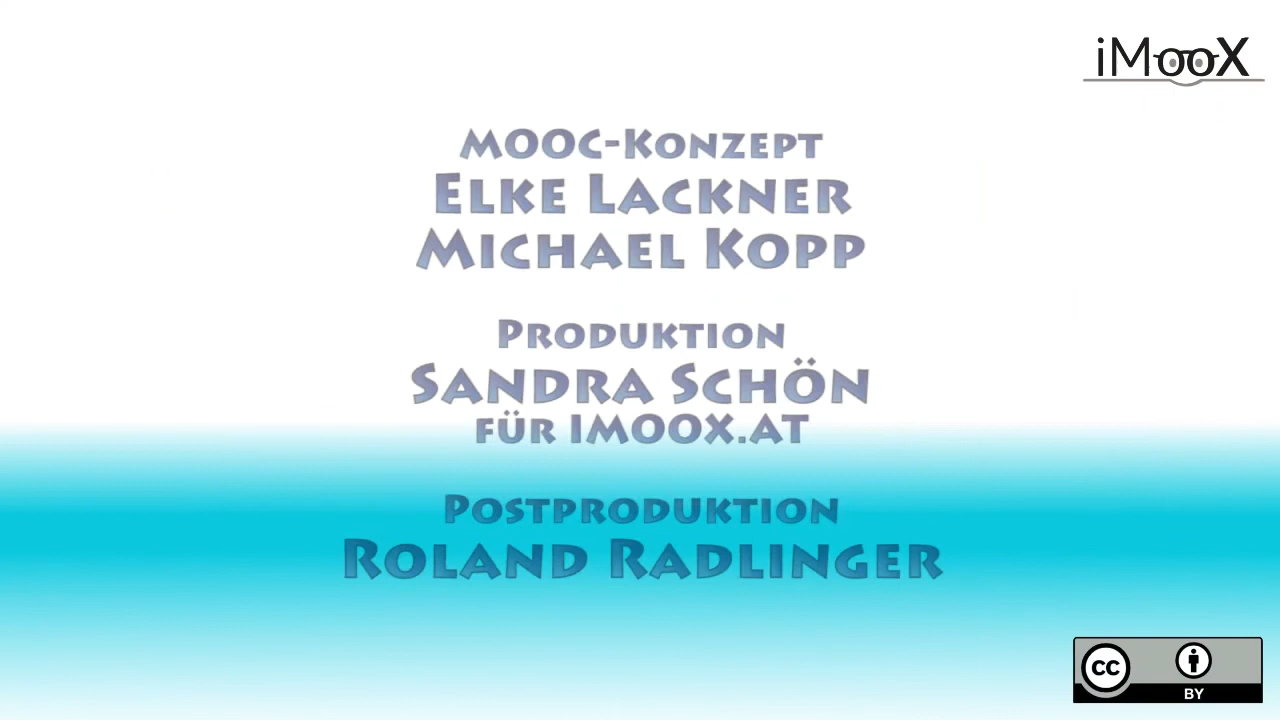 iMooX
MOOC-Konzept
Elke Lackner
Michael Kopp
Produktion
Sandra Schön
für IMOOX.AT
Postproduktion
Roland Radlinger
cc
BY